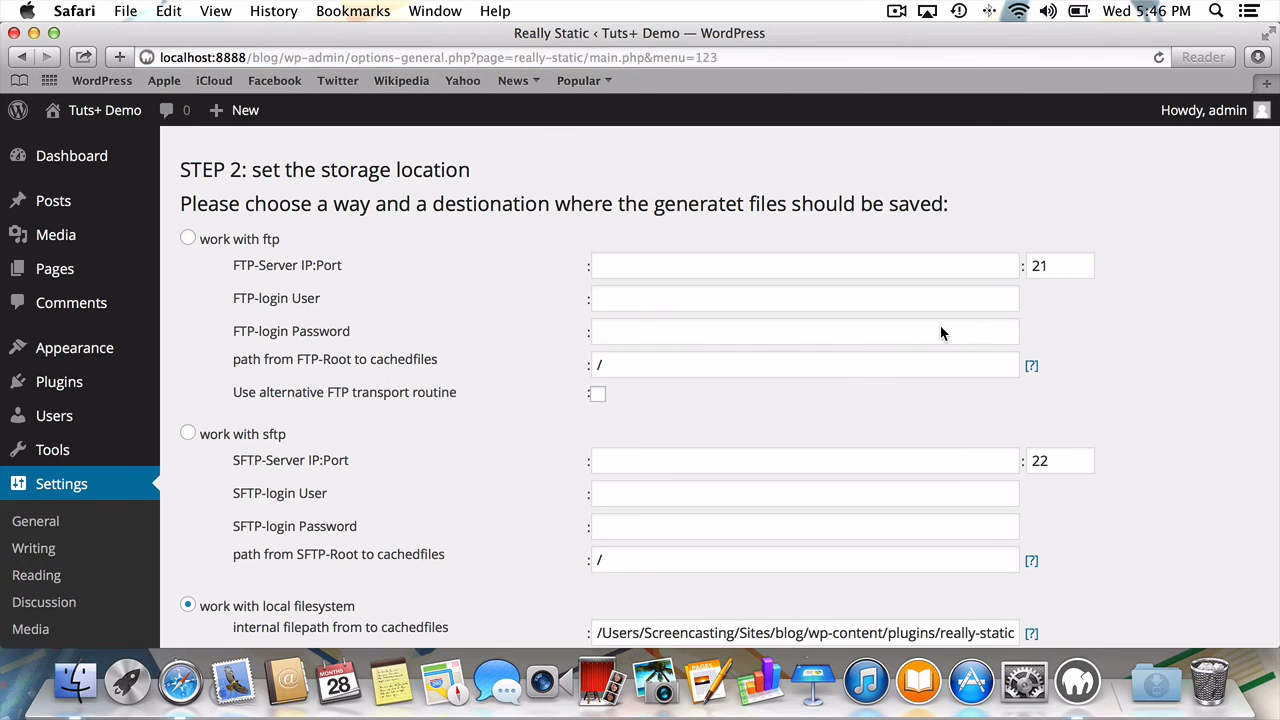 Safari File Edit View History Bookmarks Window Help Wed 5:46 PM
Really Static ‹ Tuts+ Demo — WordPress
localhost:8888/blog/wp-admin/options-general.php?page=really-static/main.php&menu=123 Reader
WordPress Apple iCloud Facebook Twitter Wikipedia Yahoo News Popular
Tuts+ Demo 0 New Howdy, admin
Dashboard
Posts
Media
Pages
Comments
Appearance
Plugins
Users
Tools
Settings
General
Writing
Reading
Discussion
Media
STEP 2: set the storage location
Please choose a way and a destionation where the generatet files should be saved:
work with ftp
FTP-Server IP:Port : : 21
FTP-login User :
FTP-login Password :
path from FTP-Root to cachedfiles : / [?]
Use alternative FTP transport routine :
work with sftp
SFTP-Server IP:Port : : 22
SFTP-login User :
SFTP-login Password :
path from SFTP-Root to cachedfiles : / [?]
work with local filesystem
internal filepath from to cachedfiles : /Users/Screencasting/Sites/blog/wp-content/plugins/really-static [?]
28